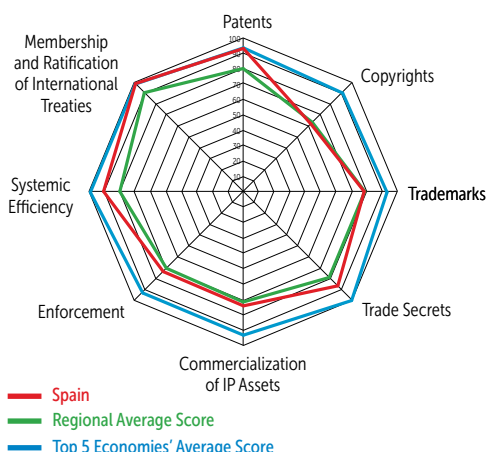 Patents
Membership
and Ratification
of International
Treaties
Copyrights
100
90
80
70
60
50
40
30
20
10
Systemic
Efficiency
Trademarks
Enforcement
Trade Secrets
Commercialization
of IP Assets
Spain
Regional Average Score
Top 5 Economies' Average Score